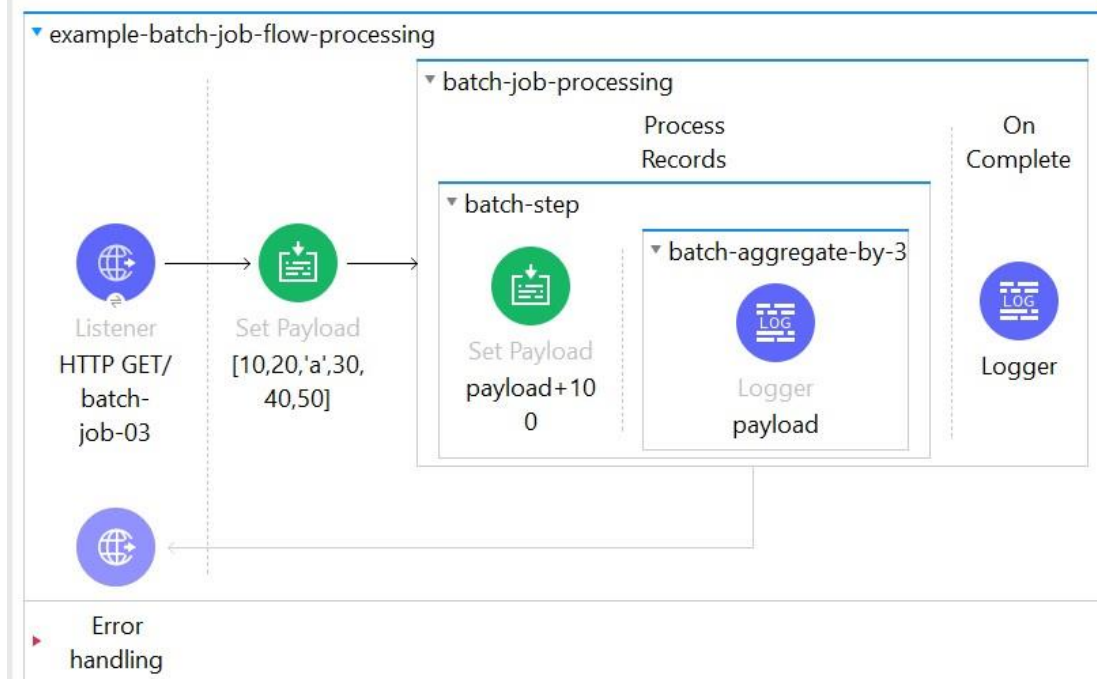 example-batch-job-flow-processing
batch-job-processing
Process
Records
On
Complete
batch-step
batch-aggregate-by-3
Listener
HTTP GET/
batch-
job-03
Set Payload
[10,20,'a',30,
40,50]
Set Payload
payload+10
0
LOG
Logger
payload
LOG
Logger
Error
handling